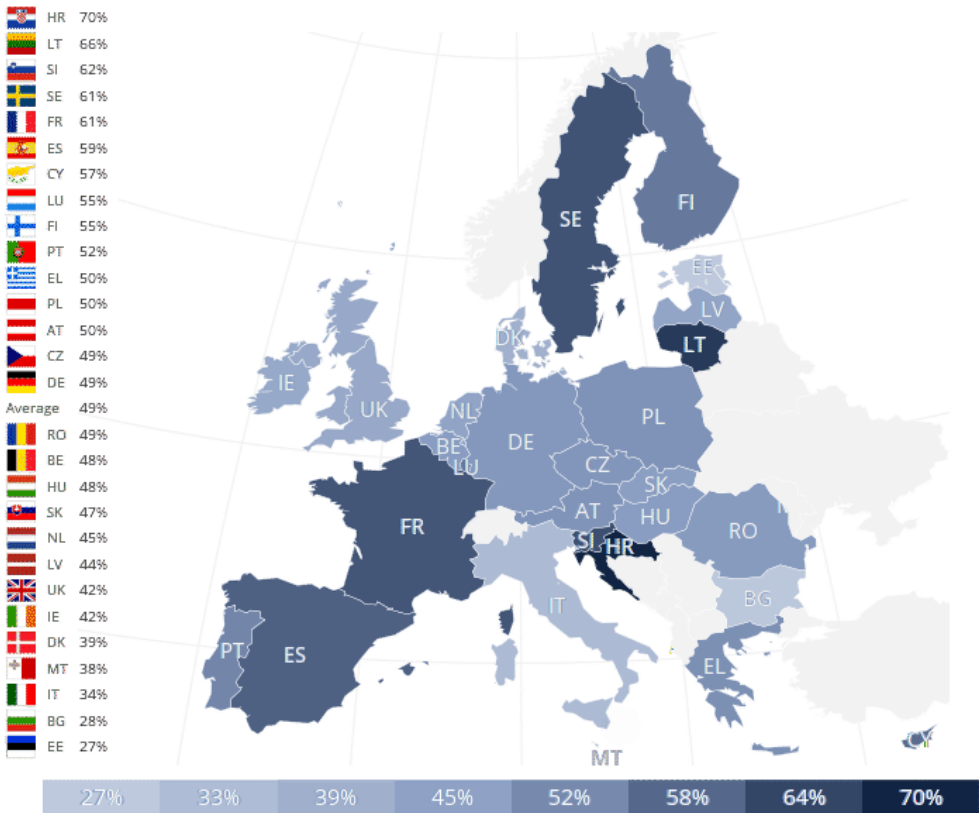 HR 70%
LT 66%
SI 62%
SE 61%
FR 61%
ES 59%
CY 57%
LU 55%
FI 55%
PT 52%
EL 50%
PL 50%
AT 50%
CZ 49%
DE 49%
Average 49%
RO 49%
BE 48%
HU 48%
SK 47%
NL 45%
LV 44%
UK 42%
IE 42%
DK 39%
MT 38%
IT 34%
BG 28%
EE 27%
SE
FI
EE
LV
LT
DK
IE
UK
NL
BE
LU
DE
PL
CZ
SK
AT
HU
FR
SI
HR
RO
IT
BG
PT
ES
EL
CY
MT
27% 33% 39% 45% 52% 58% 64% 70%